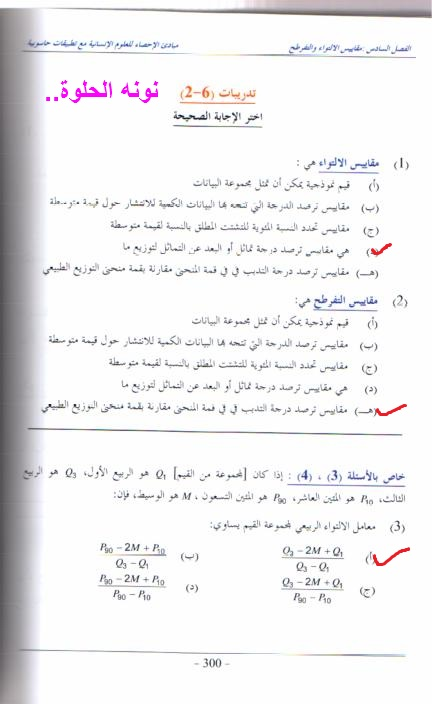 الفصل السادس :مقاييس الالتواء والتفرطح مبادئ الإحصاء للعلوم الإنسانية مع تطبيقات حاسوبية
تدريبات (6-2) نونه الحلوة..
اختر الإجابة الصحيحة
(1) مقاييس الالتواء هي :
(أ) قيم نموذجية يمكن أن تمثل مجموعة البيانات
(ب) مقاييس ترصد الدرجة التي تتجه بها البيانات الكمية للانتشار حول قيمة متوسطة
(ج) مقاييس تحدد النسبة المئوية للتشتت المطلق بالنسبة لقيمة متوسطة
هي مقاييس ترصد درجة تماثل أو البعد عن التماثل لتوزيع ما
(هـ) مقاييس ترصد درجة التدبب في في قمة المنحنى مقارنة بقمة منحنى التوزيع الطبيعي
(2) مقاييس التفرطح هي:
(أ) قيم نموذجية يمكن أن تمثل مجموعة البيانات
(ب) مقاييس ترصد الدرجة التي تتجه بها البيانات الكمية للانتشار حول قيمة متوسطة
(ج) مقاييس تحدد النسبة المئوية للتشتت المطلق بالنسبة لقيمة متوسطة
(د) هي مقاييس ترصد درجة تماثل أو البعد عن التماثل لتوزيع ما
(هـ) مقاييس ترصد درجة التدبب في في قمة المنحنى مقارنة بقمة منحنى التوزيع الطبيعي
خاص بالأسئلة (3) ، (4) : إذا كان [لمجموعة من القيم] Q1 هو الربيع الأول، Q3 هو الربيع
الثالث، P10 هو المئين العاشر، P90 هو المئين التسعون ، M هو الوسيط، فإن:
(3) معامل الالتواء الربيعي لمجموعة القيم يساوي:
(أ) Q3 − 2M + Q1 / Q3 − Q1 (ب) P90 − 2M + P10 / Q3 − Q1
(ج) Q3 − 2M + Q1 / P90 − P10 (د) P90 − 2M + P10 / P90 − P10
- 300 -